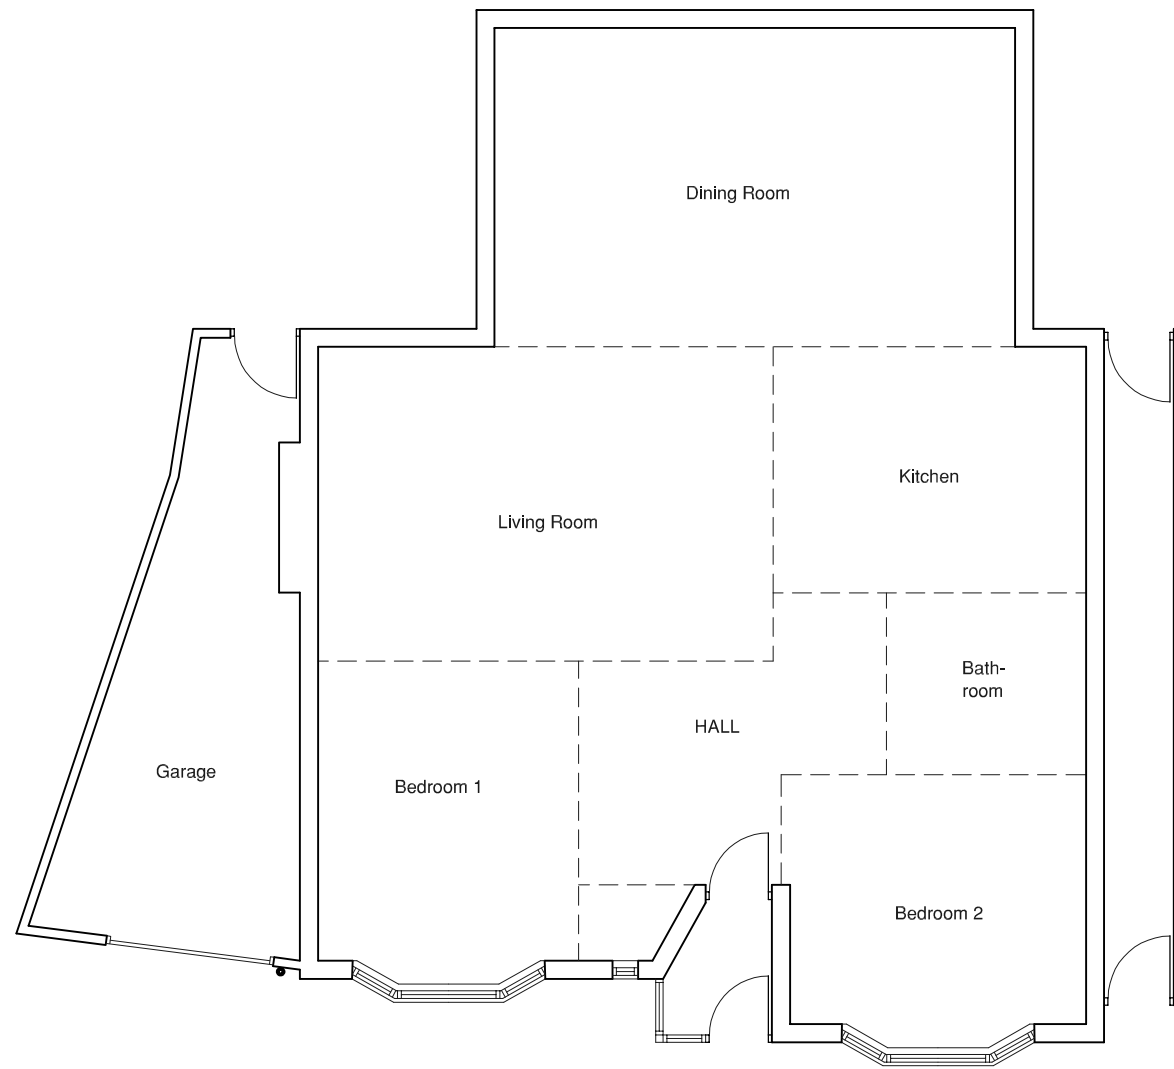 Dining Room
Kitchen
Living Room
Bath-
room
HALL
Garage
Bedroom 1
Bedroom 2